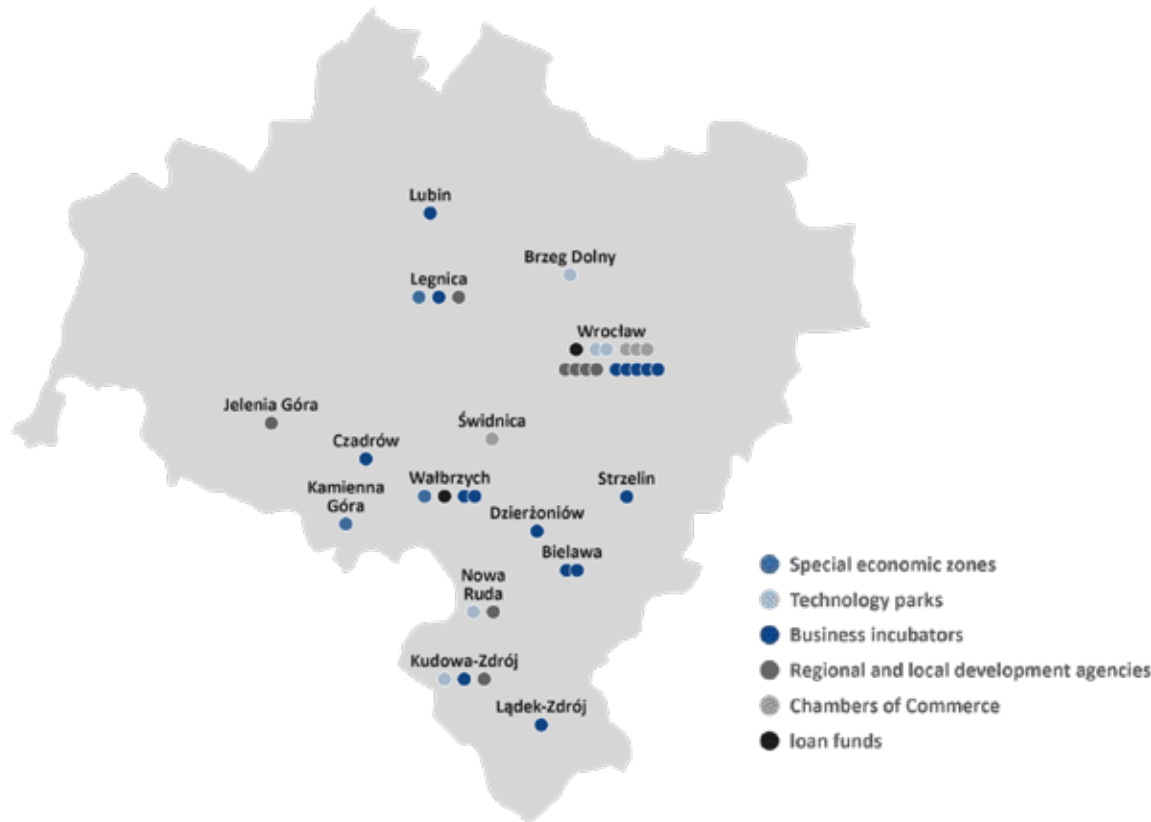 Lubin
Brzeg Dolny
Legnica
Wrocław
Jelenia Góra
Świdnica
Czadrów
Wałbrzych
Strzelin
Kamienna
Góra
Dzierżoniów
Bielawa
Nowa
Ruda
Kudowa-Zdrój
Lądek-Zdrój
Special economic zones
Technology parks
Business incubators
Regional and local development agencies
Chambers of Commerce
loan funds